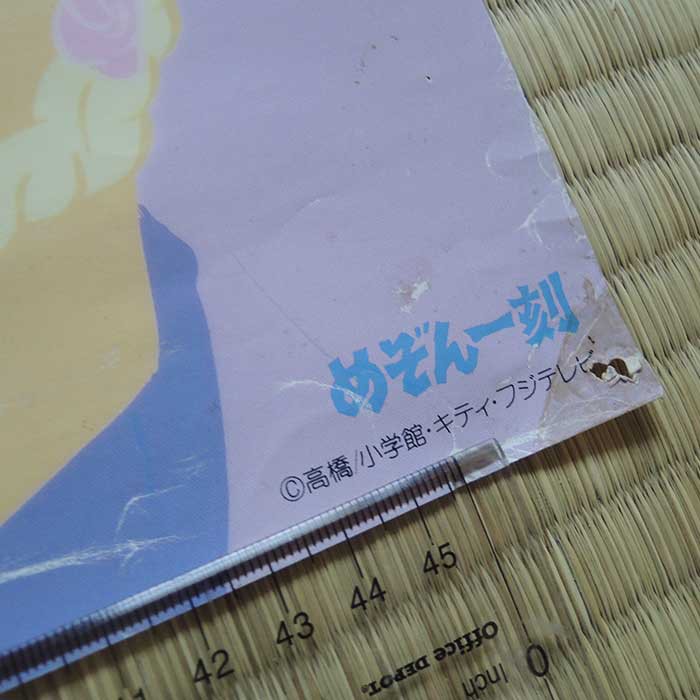 めぞん一刻
©高橋/小学館・キティ・フジテレビ
41 42 43 44 45
Office DEPOT®
Inch 0